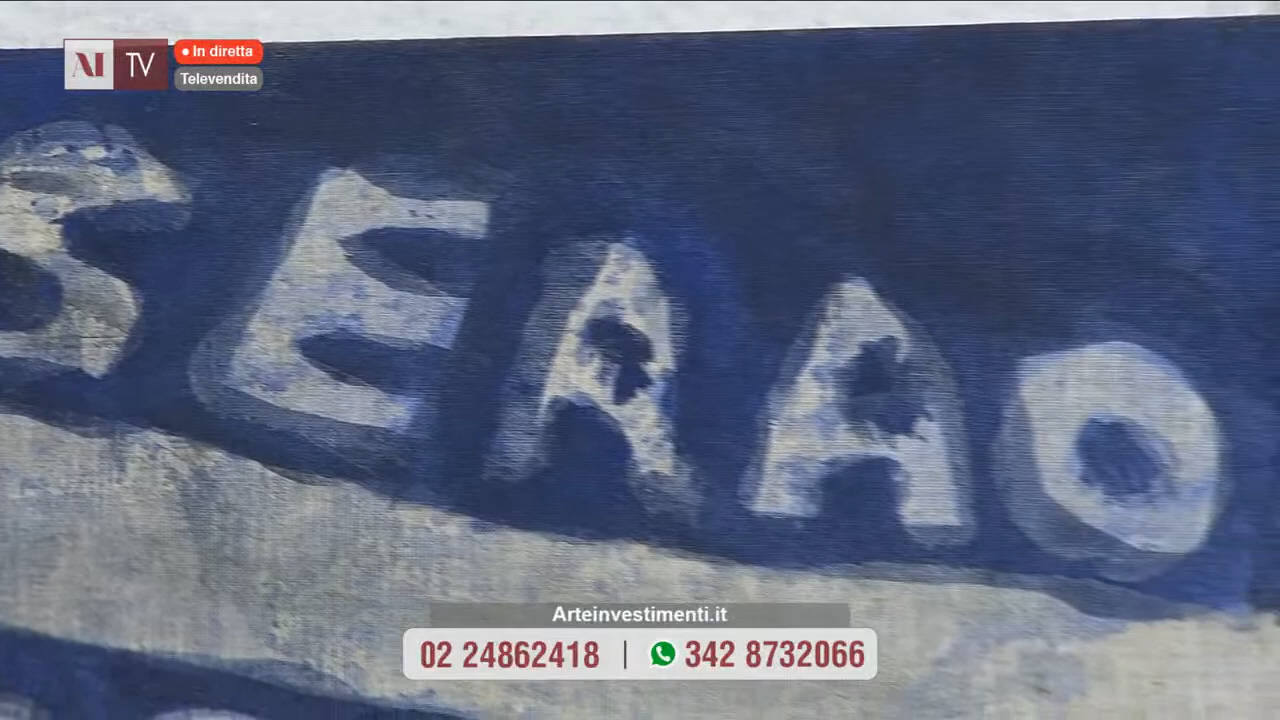 AI TV
In diretta
Televendita
SEAAO
Arteinvestimenti.it
02 24862418 | 342 8732066